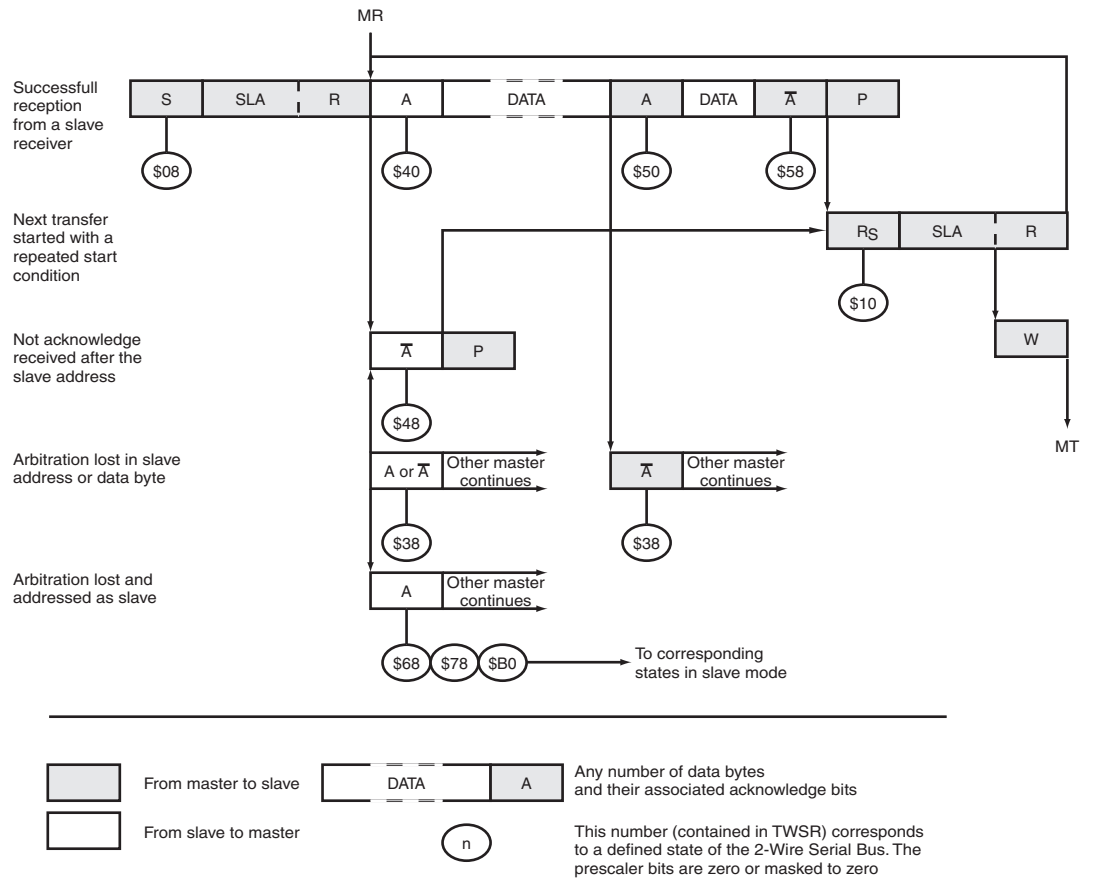 MR
Successfull
reception
from a slave
receiver
S SLA R A DATA A DATA A̅ P
$08 $40 $50 $58
Next transfer
started with a
repeated start
condition
RS SLA R
$10
Not acknowledge
received after the
slave address
A̅ P
W
$48
MT
Arbitration lost in slave
address or data byte
A or A̅ Other master
continues
A̅ Other master
continues
$38 $38
Arbitration lost and
addressed as slave
A Other master
continues
$68 $78 $B0
To corresponding
states in slave mode
From master to slave
DATA A
Any number of data bytes
and their associated acknowledge bits
From slave to master
n
This number (contained in TWSR) corresponds
to a defined state of the 2-Wire Serial Bus. The
prescaler bits are zero or masked to zero